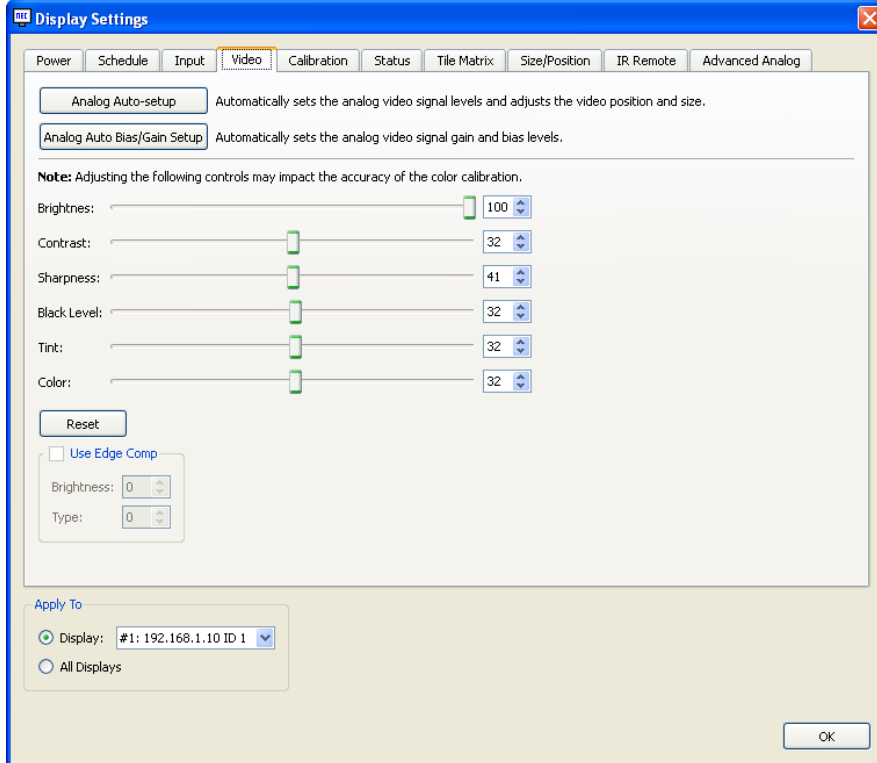 NEC Display Settings
Power Schedule Input Video Calibration Status Tile Matrix Size/Position IR Remote Advanced Analog
Analog Auto-setup Automatically sets the analog video signal levels and adjusts the video position and size.
Analog Auto Bias/Gain Setup Automatically sets the analog video signal gain and bias levels.
Note: Adjusting the following controls may impact the accuracy of the color calibration.
Brightnes: 100
Contrast: 32
Sharpness: 41
Black Level: 32
Tint: 32
Color: 32
Reset
Use Edge Comp
Brightness: 0
Type: 0
Apply To
Display: #1: 192.168.1.10 ID 1
All Displays
OK